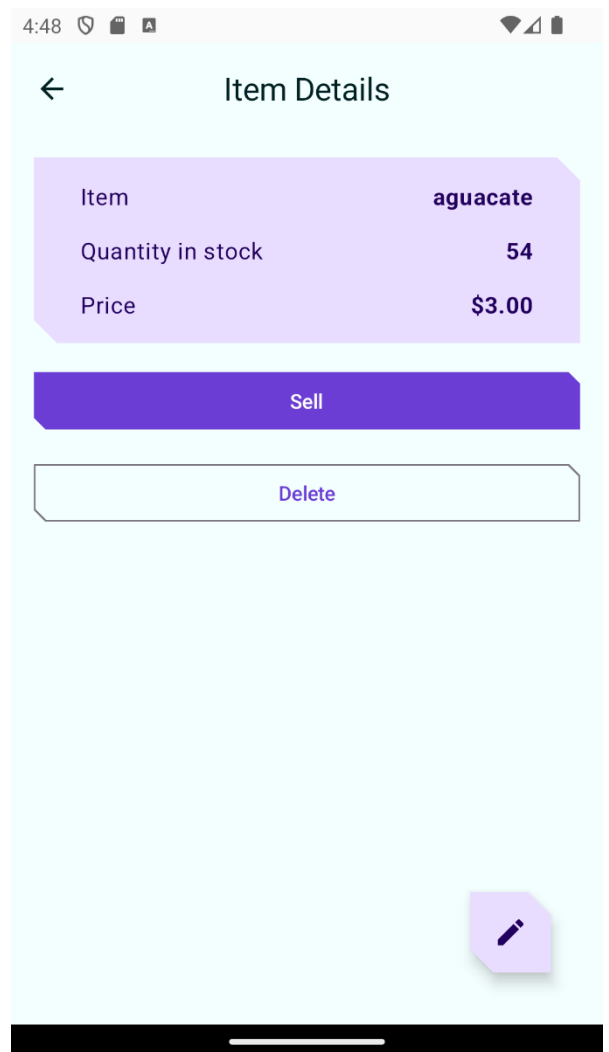 4:48
Item Details
Item aguacate
Quantity in stock 54
Price $3.00
Sell
Delete